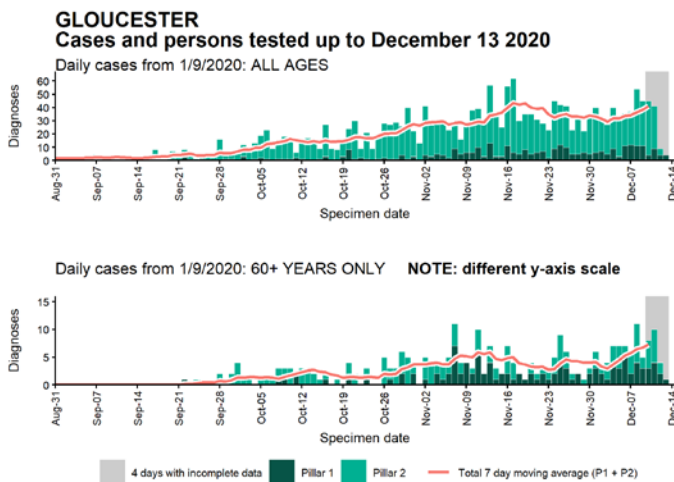 GLOUCESTER
Cases and persons tested up to December 13 2020
Daily cases from 1/9/2020: ALL AGES
Diagnoses
60
50
40
30
20
10
0
Aug-31
Sep-07
Sep-14
Sep-21
Sep-28
Oct-05
Oct-12
Oct-19
Oct-26
Nov-02
Nov-09
Nov-16
Nov-23
Nov-30
Dec-07
Dec-14
Specimen date
Daily cases from 1/9/2020: 60+ YEARS ONLY NOTE: different y-axis scale
Diagnoses
15
10
5
0
Aug-31
Sep-07
Sep-14
Sep-21
Sep-28
Oct-05
Oct-12
Oct-19
Oct-26
Nov-02
Nov-09
Nov-16
Nov-23
Nov-30
Dec-07
Dec-14
Specimen date
4 days with incomplete data Pillar 1 Pillar 2 Total 7 day moving average (P1 + P2)